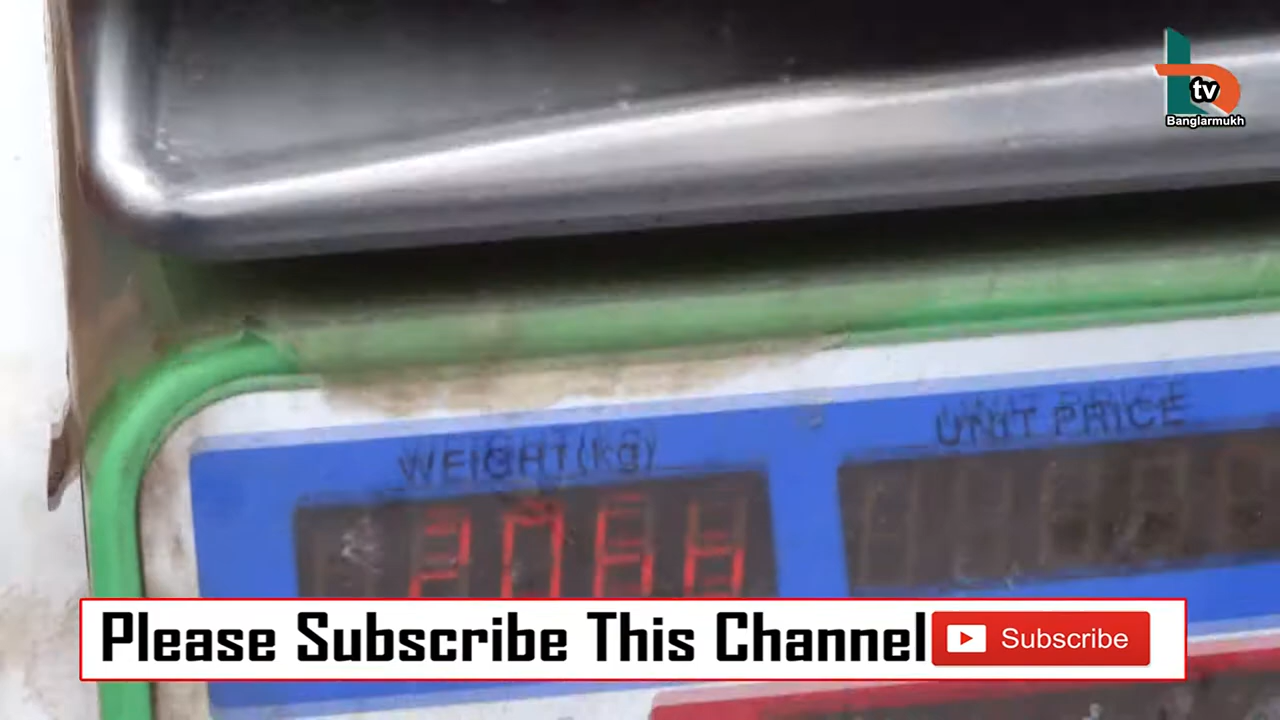 tv
Banglarmukh
WEIGHT(kg)
UNIT PRICE
Please Subscribe This Channel
Subscribe